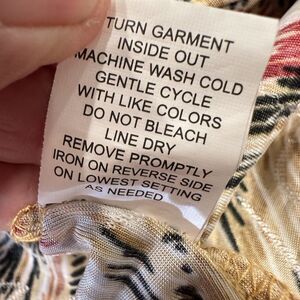 TURN GARMENT
INSIDE OUT
MACHINE WASH COLD
GENTLE CYCLE
WITH LIKE COLORS
DO NOT BLEACH
LINE DRY
REMOVE PROMPTLY
IRON ON REVERSE SIDE
ON LOWEST SETTING
AS NEEDED